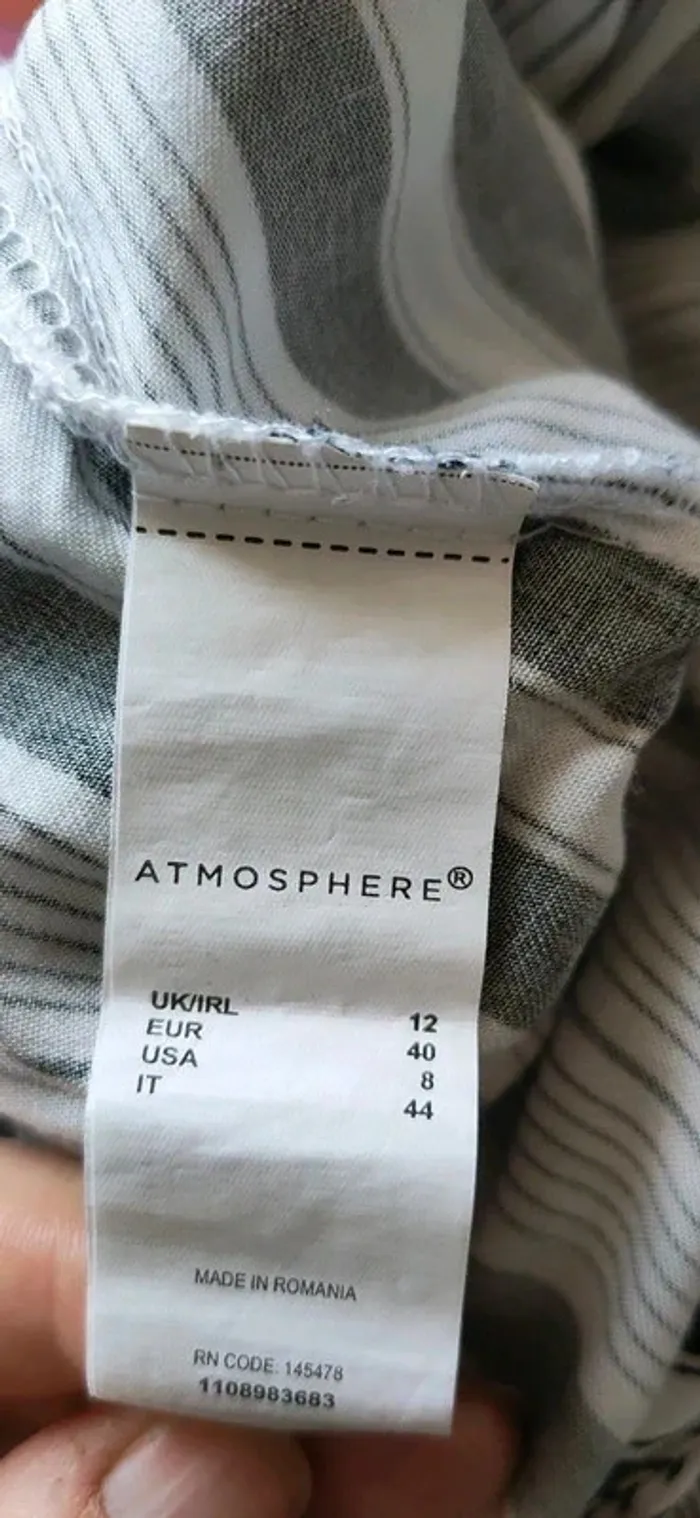 ATMOSPHERE®
UK/IRL 12
EUR 40
USA 8
IT 44
MADE IN ROMANIA
RN CODE: 145478
1108983683